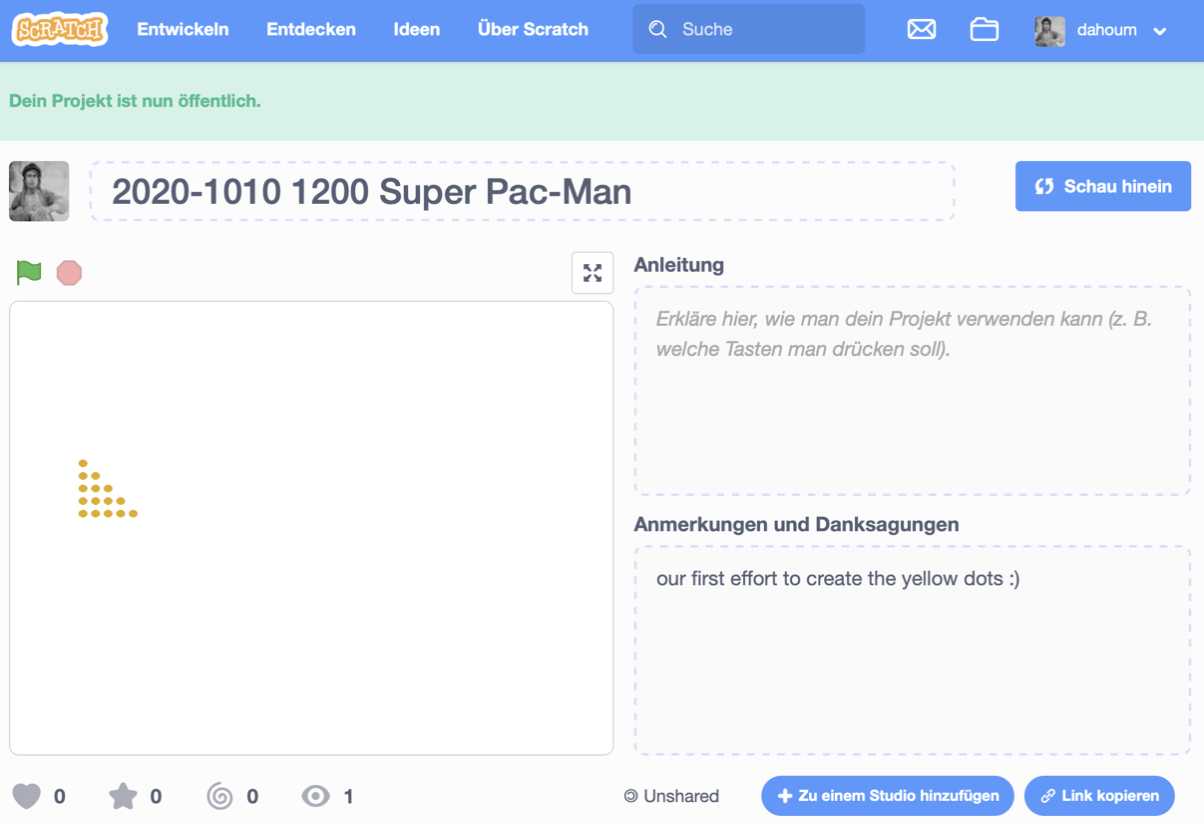 SCRATCH Entwickeln Entdecken Ideen Über Scratch Suche dahoum
Dein Projekt ist nun öffentlich.
2020-1010 1200 Super Pac-Man
Schau hinein
Anleitung
Erkläre hier, wie man dein Projekt verwenden kann (z. B.
welche Tasten man drücken soll).
Anmerkungen und Danksagungen
our first effort to create the yellow dots :)
0 0 0 1 Unshared Zu einem Studio hinzufügen Link kopieren